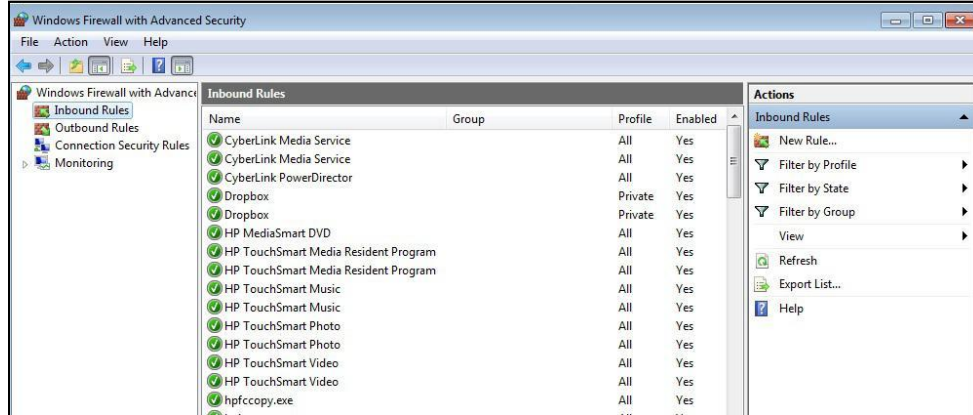 Windows Firewall with Advanced Security
File Action View Help
Windows Firewall with Advance
Inbound Rules
Outbound Rules
Connection Security Rules
Monitoring
Inbound Rules
Name Group Profile Enabled
CyberLink Media Service All Yes
CyberLink Media Service All Yes
CyberLink PowerDirector All Yes
Dropbox Private Yes
Dropbox Private Yes
HP MediaSmart DVD All Yes
HP TouchSmart Media Resident Program All Yes
HP TouchSmart Media Resident Program All Yes
HP TouchSmart Music All Yes
HP TouchSmart Music All Yes
HP TouchSmart Photo All Yes
HP TouchSmart Photo All Yes
HP TouchSmart Video All Yes
HP TouchSmart Video All Yes
hpfccopy.exe All Yes
Actions
Inbound Rules
New Rule...
Filter by Profile
Filter by State
Filter by Group
View
Refresh
Export List...
Help